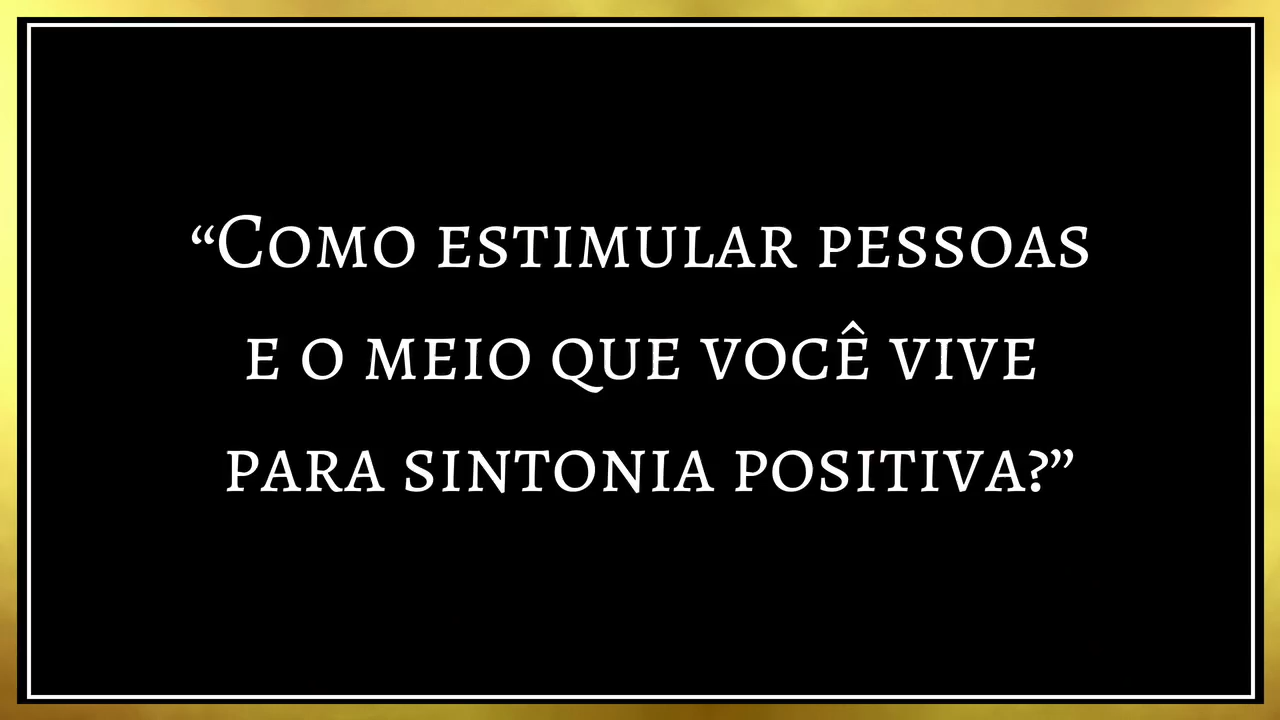 “Como estimular pessoas
e o meio que você vive
para sintonia positiva?”